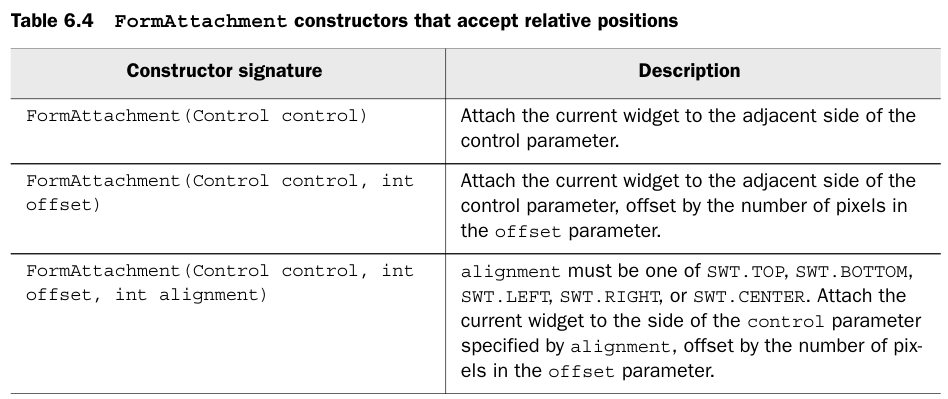 Table 6.4 FormAttachment constructors that accept relative positions
Constructor signature
Description
FormAttachment(Control control)
Attach the current widget to the adjacent side of the
control parameter.
FormAttachment(Control control, int
offset)
Attach the current widget to the adjacent side of the
control parameter, offset by the number of pixels in
the offset parameter.
FormAttachment(Control control, int
offset, int alignment)
alignment must be one of SWT.TOP, SWT.BOTTOM,
SWT.LEFT, SWT.RIGHT, or SWT.CENTER. Attach the
current widget to the side of the control parameter
specified by alignment, offset by the number of pix-
els in the offset parameter.